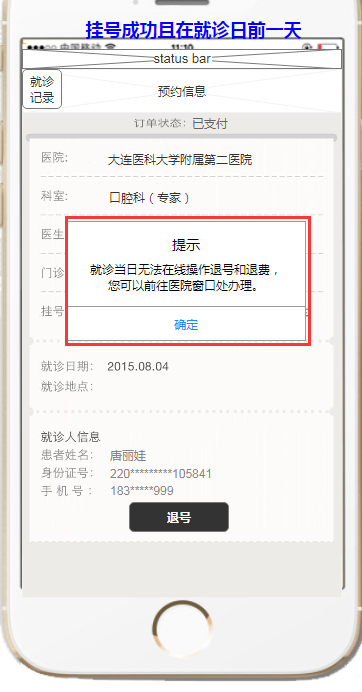 挂号成功且在就诊日前一天
11:10
status bar
就诊
记录
预约信息
订单状态：已支付
医院： 大连医科大学附属第二医院
科室： 口腔科（专家）
医生
门诊
挂号
提示
就诊当日无法在线操作退号和退费，
您可以前往医院窗口处办理。
确定
就诊日期： 2015.08.04
就诊地点：
就诊人信息
患者姓名： 唐丽娃
身份证号： 220*********105841
手 机 号 ： 183*****999
退号